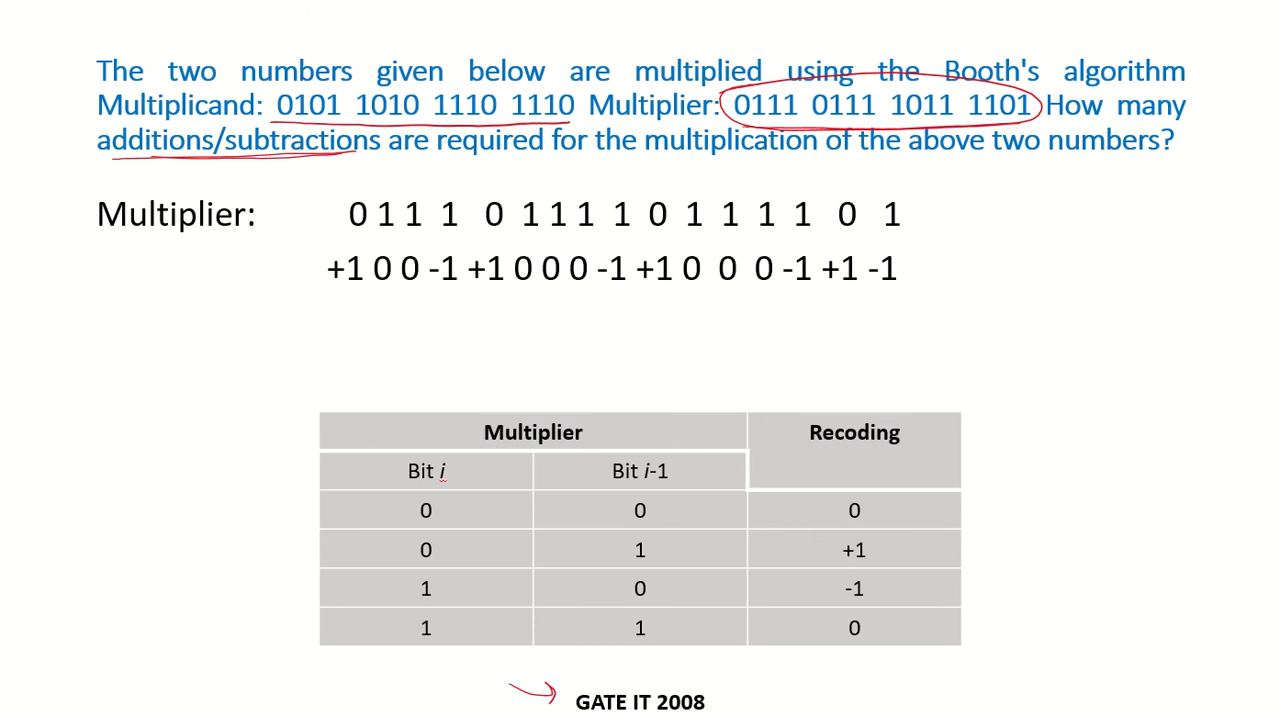 The two numbers given below are multiplied using the Booth's algorithm
Multiplicand: 0101 1010 1110 1110 Multiplier: 0111 0111 1011 1101 How many
additions/subtractions are required for the multiplication of the above two numbers?
Multiplier: 0 1 1 1 0 1 1 1 1 0 1 1 1 1 0 1
+1 0 0 -1 +1 0 0 0 -1 +1 0 0 0 -1 +1 -1
Multiplier Recoding
Bit i Bit i-1
0 0 0
0 1 +1
1 0 -1
1 1 0
GATE IT 2008